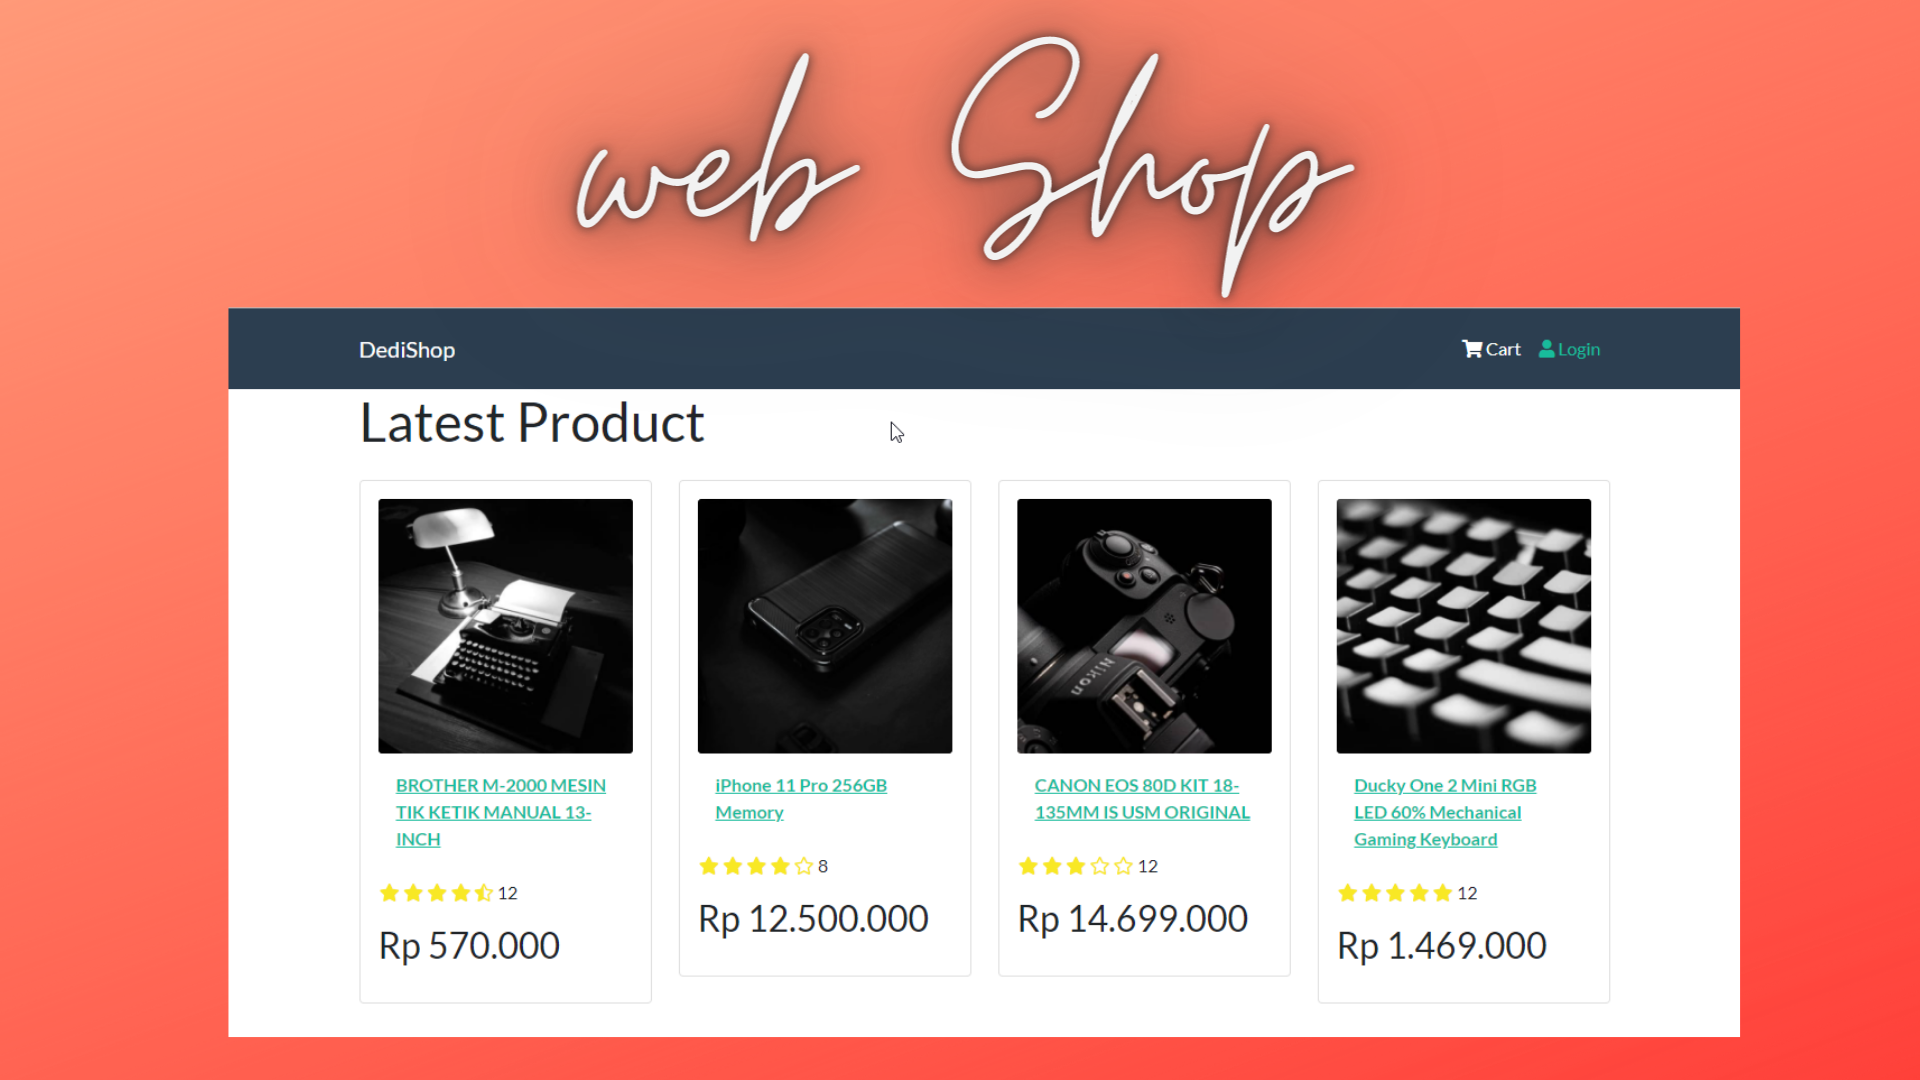 web Shop
DediShop
Cart Login
Latest Product
Nikon
BROTHER M-2000 MESIN
TIK KETIK MANUAL 13-
INCH
12
Rp 570.000
iPhone 11 Pro 256GB
Memory
8
Rp 12.500.000
CANON EOS 80D KIT 18-
135MM IS USM ORIGINAL
12
Rp 14.699.000
Ducky One 2 Mini RGB
LED 60% Mechanical
Gaming Keyboard
12
Rp 1.469.000